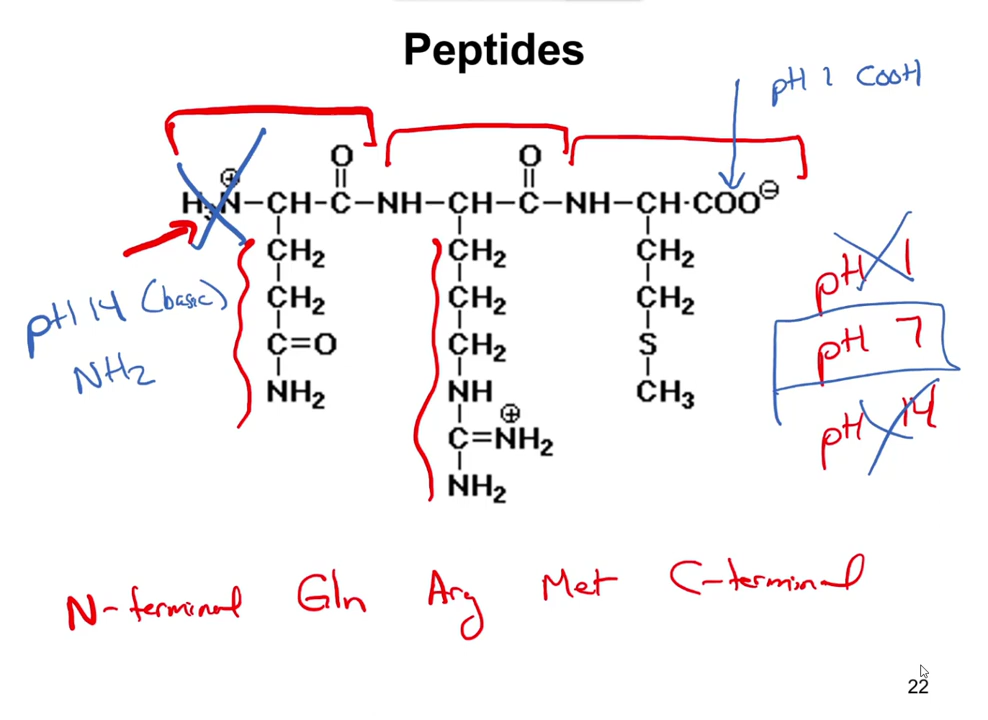 Peptides
pH 1 COOH
O O
H₃N⊕–CH–C–NH–CH–C–NH–CH·COO⊖
CH₂ CH₂ CH₂
CH₂ CH₂ CH₂
C=O CH₂ S
NH₂ NH CH₃
C=NH₂⊕
NH₂
pH 14 (basic)
NH₂
pH 1
pH 7
pH 14
N-terminal Gln Arg Met C-terminal
22